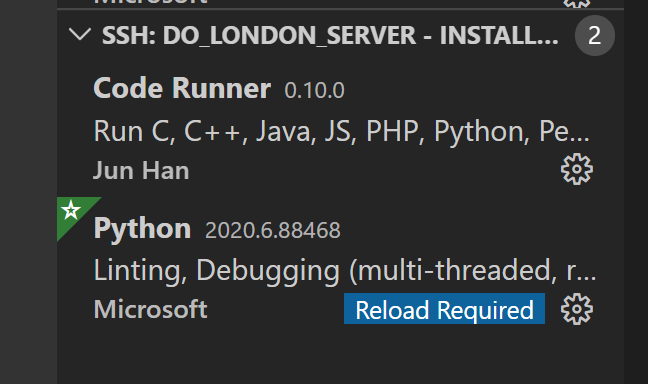 Microsoft
SSH: DO_LONDON_SERVER - INSTALL... 2
Code Runner 0.10.0
Run C, C++, Java, JS, PHP, Python, Pe...
Jun Han
Python 2020.6.88468
Linting, Debugging (multi-threaded, r...
Microsoft Reload Required